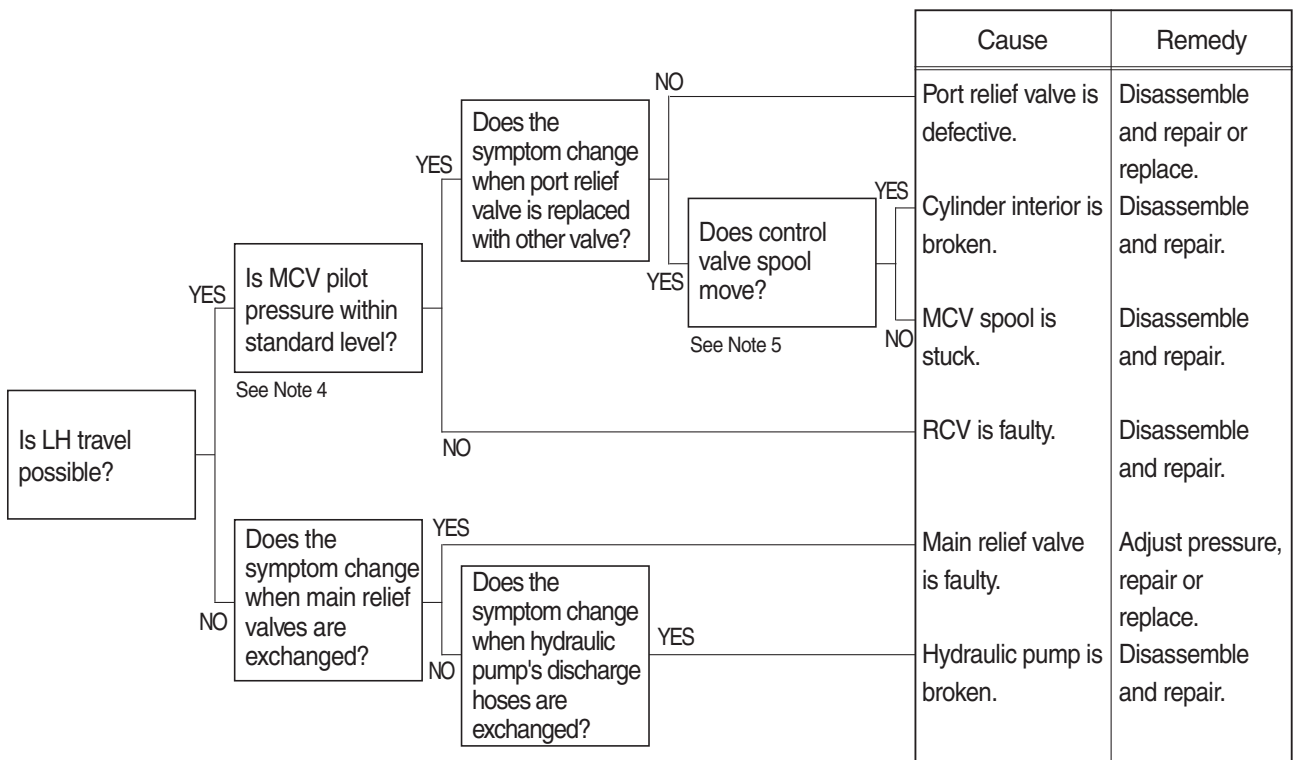 Is LH travel
possible?
YES
NO
Is MCV pilot
pressure within
standard level?
See Note 4
YES
NO
Does the
symptom change
when port relief
valve is replaced
with other valve?
NO
YES
Does control
valve spool
move?
See Note 5
YES
NO
Does the
symptom change
when main relief
valves are
exchanged?
YES
NO
Does the
symptom change
when hydraulic
pump's discharge
hoses are
exchanged?
YES
Cause
Remedy
Port relief valve is
defective.
Disassemble
and repair or
replace.
Cylinder interior is
broken.
Disassemble
and repair.
MCV spool is
stuck.
Disassemble
and repair.
RCV is faulty.
Disassemble
and repair.
Main relief valve
is faulty.
Adjust pressure,
repair or
replace.
Hydraulic pump is
broken.
Disassemble
and repair.